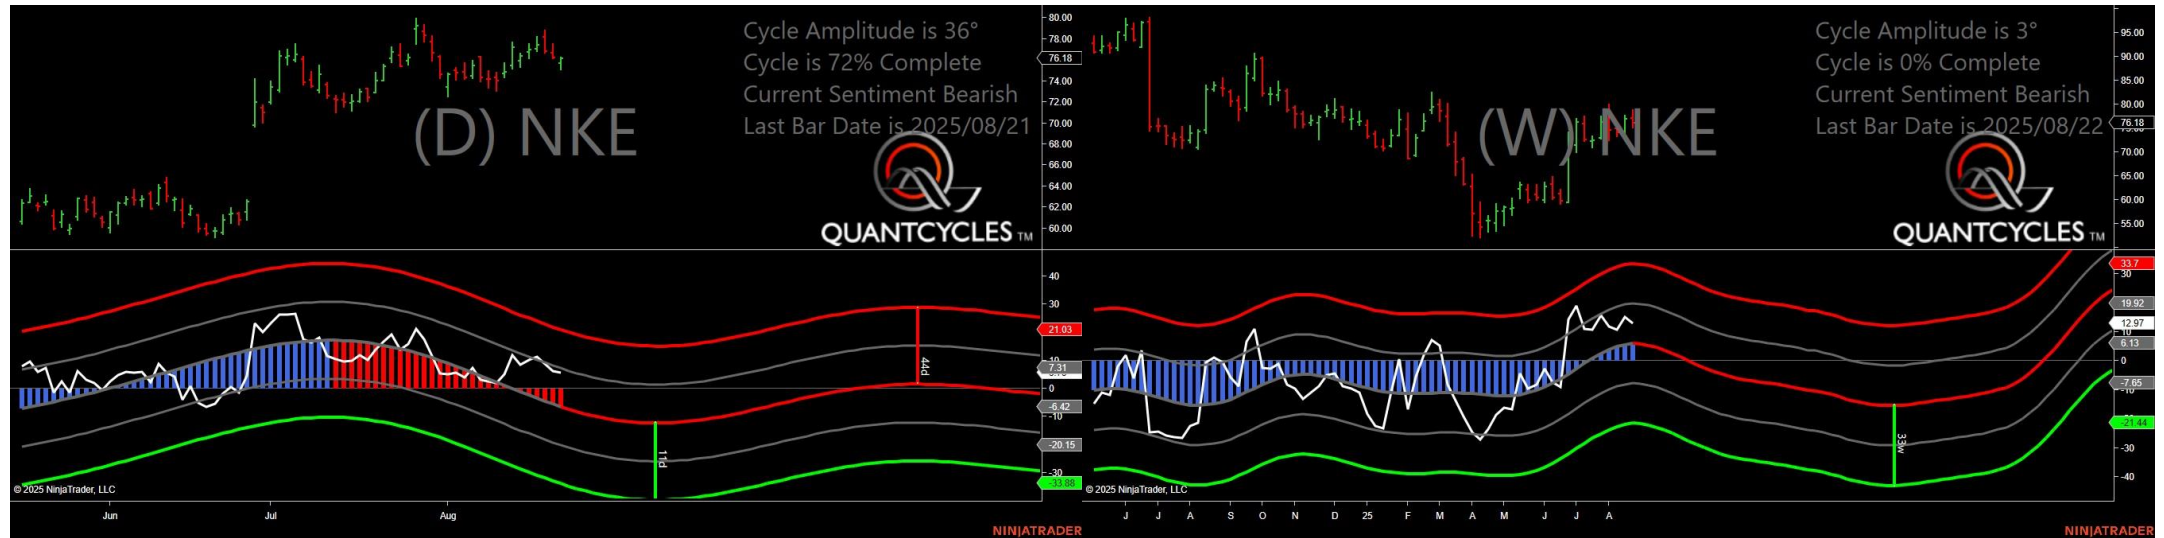 Cycle Amplitude is 36°
Cycle is 72% Complete
Current Sentiment Bearish
Last Bar Date is 2025/08/21
(D) NKE
QUANTCYCLES TM
80.00
78.00
76.18
74.00
72.00
70.00
68.00
66.00
64.00
62.00
60.00
40
30
21.03
10
7.31
0
-6.42
-10
-20.15
-30
-33.88
44d
11d
© 2025 NinjaTrader, LLC
Jun Jul Aug
NINJATRADER
Cycle Amplitude is 3°
Cycle is 0% Complete
Current Sentiment Bearish
Last Bar Date is 2025/08/22
(W) NKE
QUANTCYCLES TM
95.00
90.00
85.00
80.00
76.18
70.00
65.00
60.00
55.00
33.7
30
19.92
12.97
10
6.13
0
-7.65
-10
-21.44
-30
-40
33w
© 2025 NinjaTrader, LLC
J J A S O N D 25 F M A M J J A
NINJATRADER